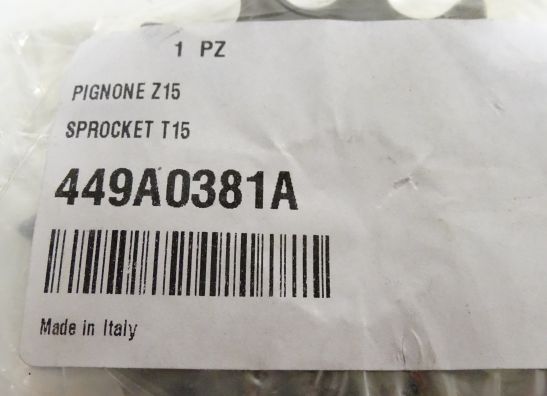 1 PZ
PIGNONE Z15
SPROCKET T15
449A0381A
Made in Italy